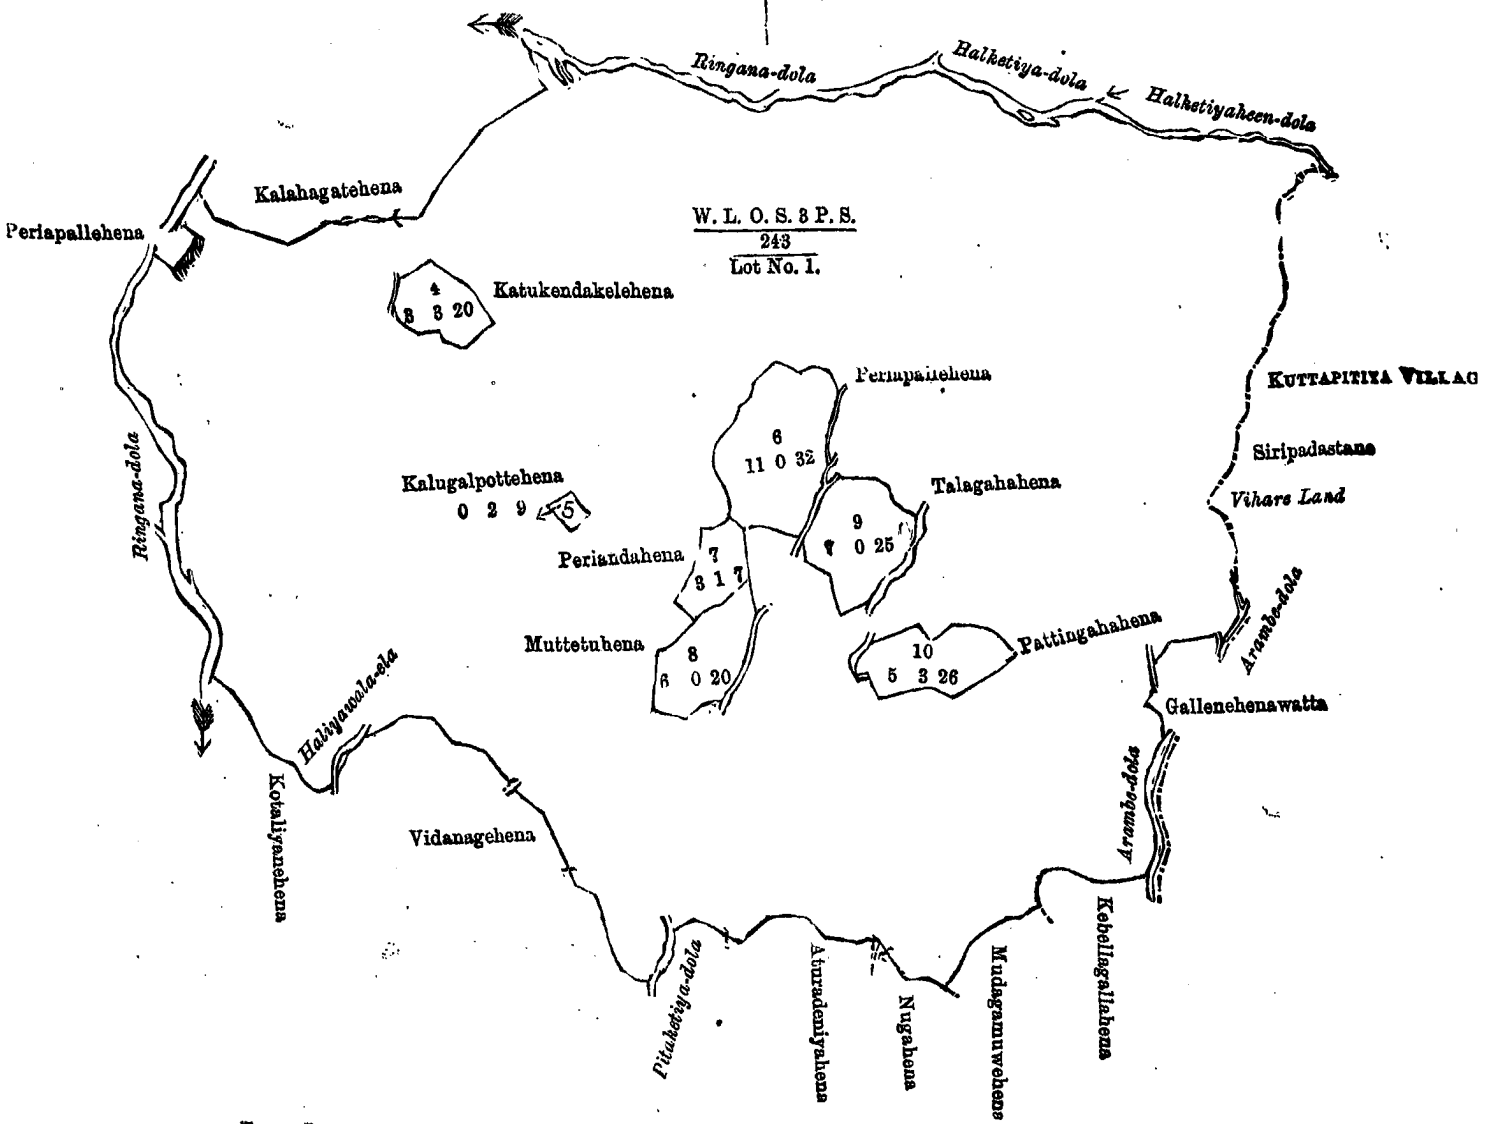 Ringana-dola
Halketiya-dola
Halketiyaheen-dola
Kalahagatehena
Periapallehena
W. L. O. S. 3 P. S.
243
Lot No. 1.
4
3 3 20
Katukendakelehena
Periapallehena
KUTTAPITIYA VILLAG
6
11 0 32
Siripadastane
Vihare Land
Ringana-dola
Kalugalpottehena
0 2 9
5
Talagahahena
9
0 25
Periandahena
7
3 1 7
Arambe-dola
Muttetuhena
8
6 0 20
Pattingahahena
10
5 3 26
Gallenehenawatta
Haliyawala-ela
Kotaliyanehena
Vidanagehena
Arambe-dola
Pitaketiya-dola
Aturadeniyahena
Nugahena
Mudagamuwehena
Kebellagallahena